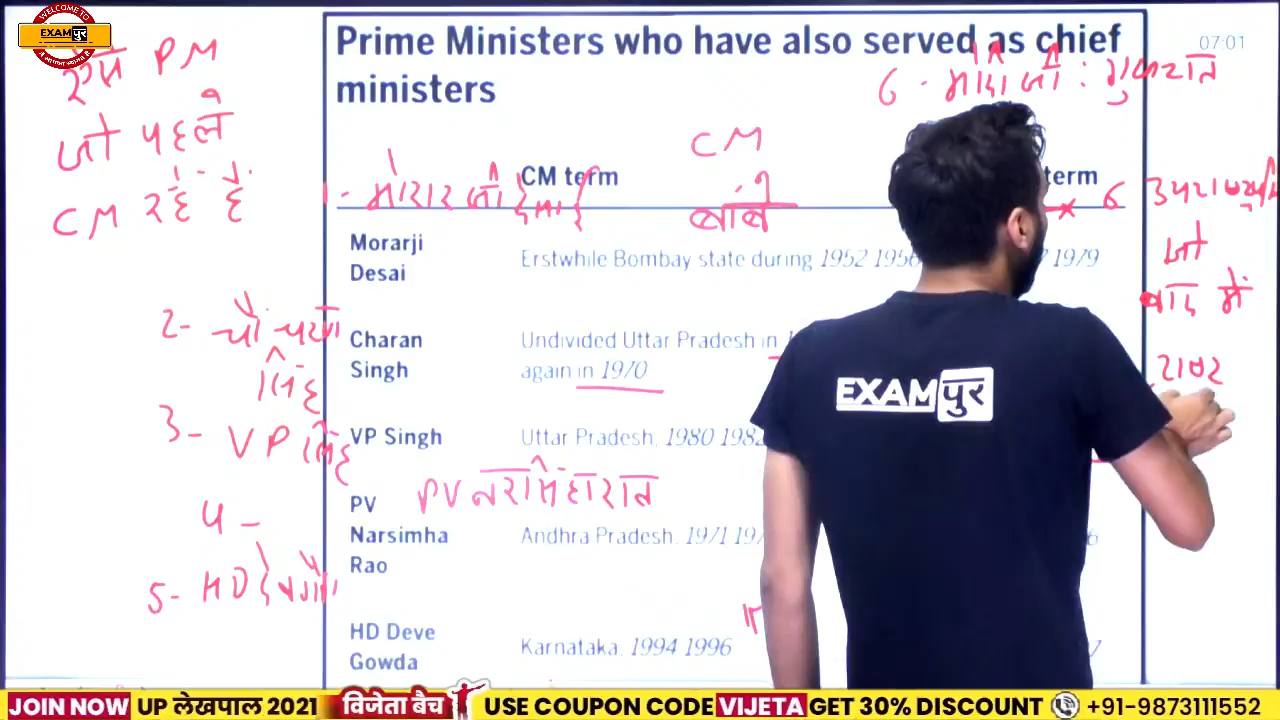 WELCOME TO
EXAMपुर
Prime Ministers who have also served as chief
ministers
07:01
PM
जो पहले
CM रहे हैं
6 - मोदी जी : गुजरात
CM
CM term
term
1 - मोरार जी देसाई
6 उपराष्ट्रपति
जो
बाद में
Morarji
Desai
Erstwhile Bombay state during 1952 1956
1979
2- चौ. चरण
सिंह
Charan
Singh
Undivided Uttar Pradesh in
again in 1970
3- VP सिंह
VP Singh
Uttar Pradesh, 1980 1982
PV
4 -
PV
Narsimha
Rao
Andhra Pradesh. 1971
5- HD देवगौड़ा
HD Deve
Gowda
Karnataka. 1994 1996
JOIN NOW UP लेखपाल 2021 विजेता बैच USE COUPON CODE VIJETA GET 30% DISCOUNT +91-9873111552
EXAMपुर